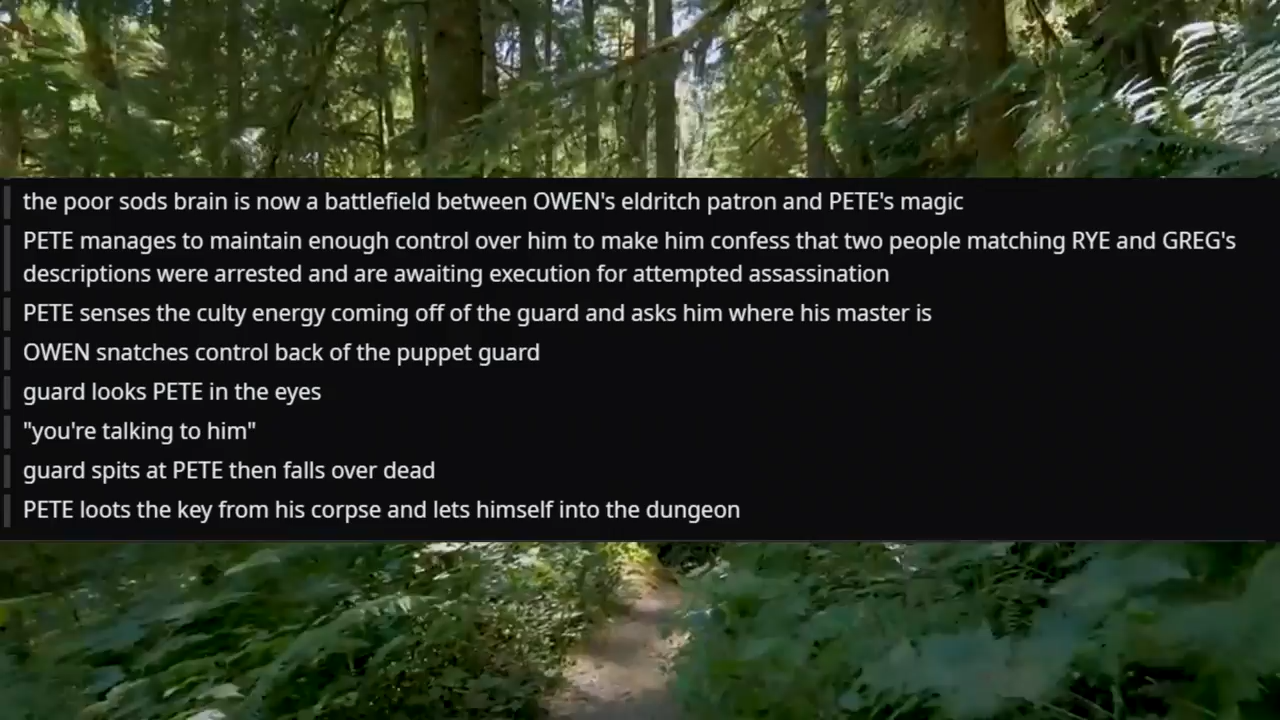 the poor sods brain is now a battlefield between OWEN's eldritch patron and PETE's magic
PETE manages to maintain enough control over him to make him confess that two people matching RYE and GREG's
descriptions were arrested and are awaiting execution for attempted assassination
PETE senses the culty energy coming off of the guard and asks him where his master is
OWEN snatches control back of the puppet guard
guard looks PETE in the eyes
"you're talking to him"
guard spits at PETE then falls over dead
PETE loots the key from his corpse and lets himself into the dungeon